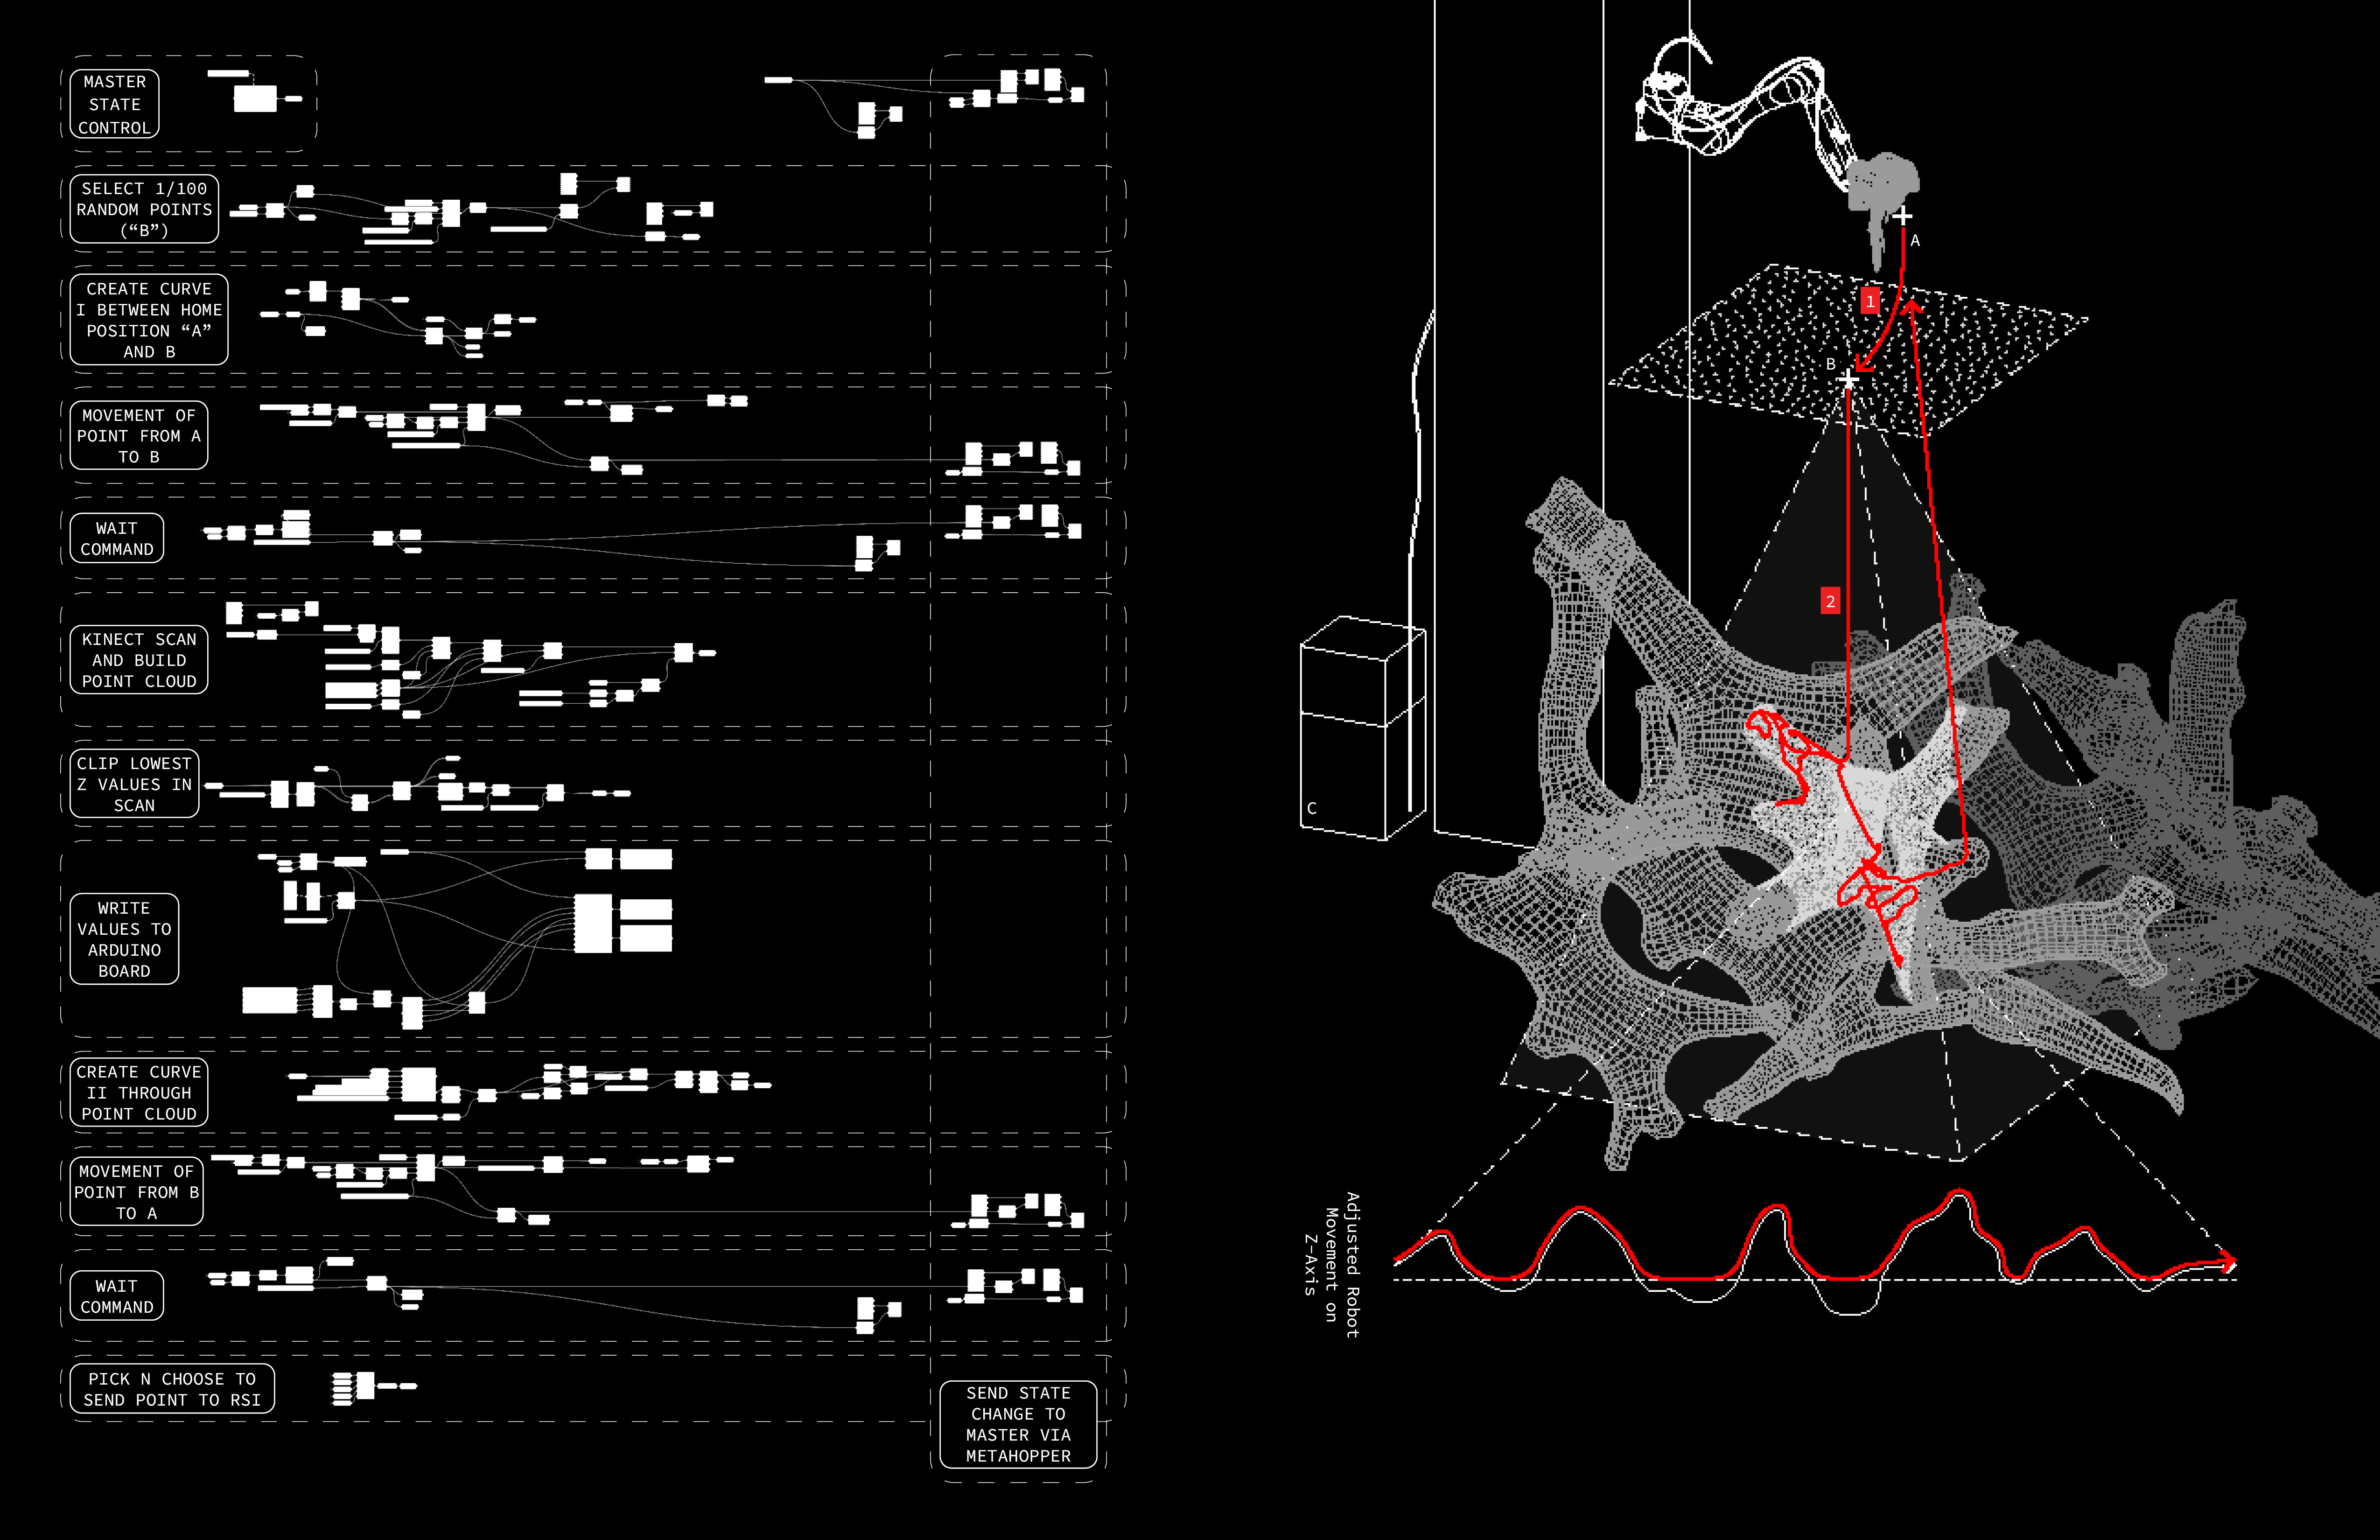 MASTER
STATE
CONTROL
SELECT 1/100
RANDOM POINTS
(“B”)
CREATE CURVE
I BETWEEN HOME
POSITION “A”
AND B
MOVEMENT OF
POINT FROM A
TO B
WAIT
COMMAND
KINECT SCAN
AND BUILD
POINT CLOUD
CLIP LOWEST
Z VALUES IN
SCAN
WRITE
VALUES TO
ARDUINO
BOARD
CREATE CURVE
II THROUGH
POINT CLOUD
MOVEMENT OF
POINT FROM B
TO A
WAIT
COMMAND
PICK N CHOOSE TO
SEND POINT TO RSI
SEND STATE
CHANGE TO
MASTER VIA
METAHOPPER
A
1
B
2
C
Adjusted Robot
Movement on
Z-Axis